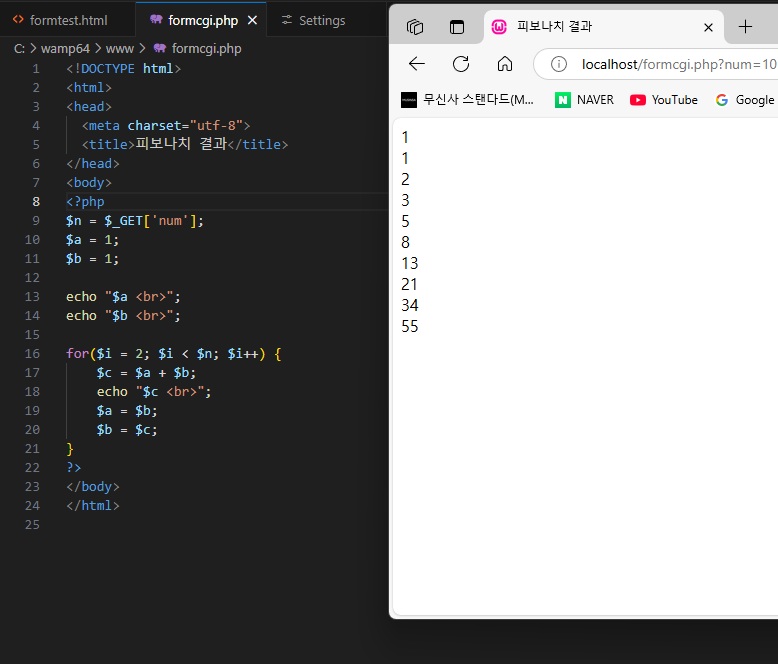 formtest.html formcgi.php Settings
C: > wamp64 > www > formcgi.php
1 <!DOCTYPE html>
2 <html>
3 <head>
4 <meta charset="utf-8">
5 <title>피보나치 결과</title>
6 </head>
7 <body>
8 <?php
9 $n = $_GET['num'];
10 $a = 1;
11 $b = 1;
12
13 echo "$a <br>";
14 echo "$b <br>";
15
16 for($i = 2; $i < $n; $i++) {
17 $c = $a + $b;
18 echo "$c <br>";
19 $a = $b;
20 $b = $c;
21 }
22 ?>
23 </body>
24 </html>
25
피보나치 결과
localhost/formcgi.php?num=10
무신사 스탠다드(M... NAVER YouTube Google
1
1
2
3
5
8
13
21
34
55